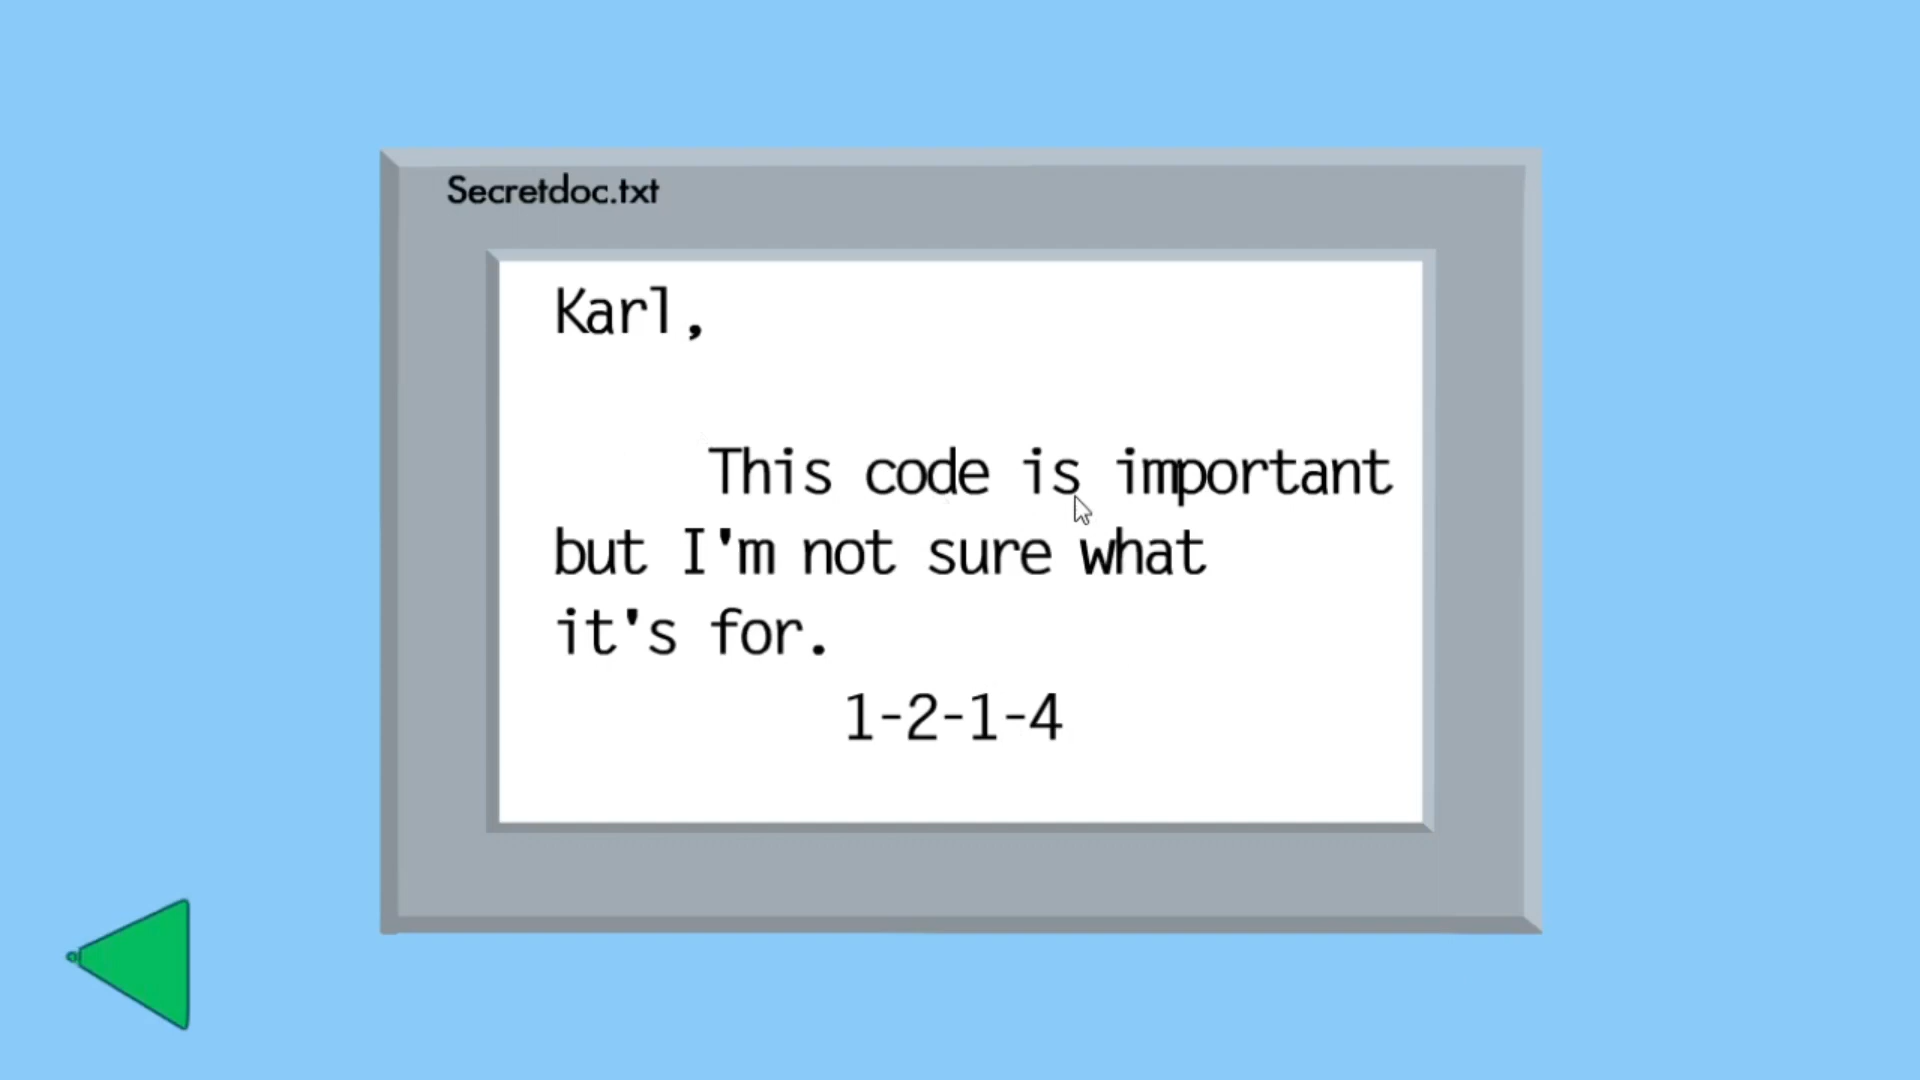 Secretdoc.txt
Karl,
This code is important
but I'm not sure what
it's for.
1-2-1-4